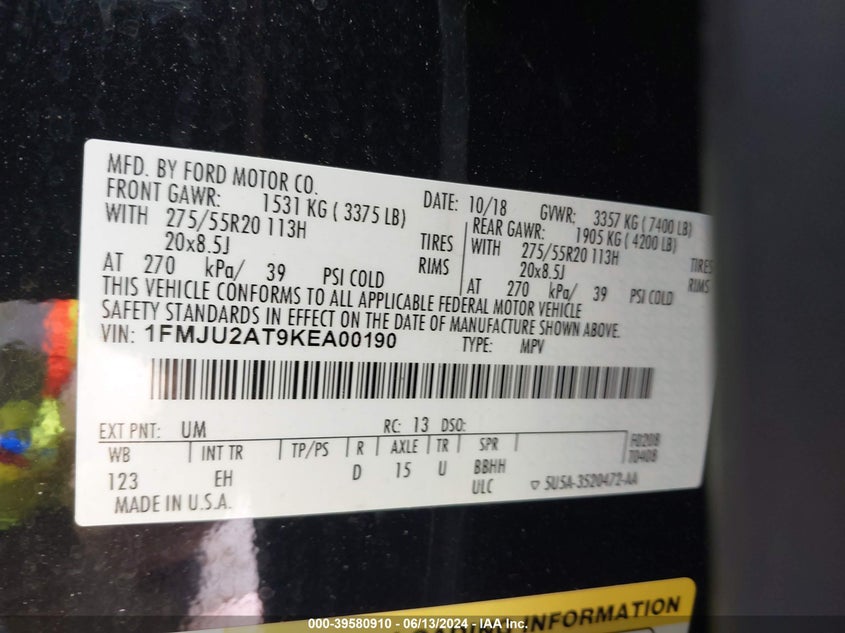 MFD. BY FORD MOTOR CO.
DATE: 10/18 GVWR: 3357 KG ( 7400 LB)
FRONT GAWR: 1531 KG ( 3375 LB) REAR GAWR: 1905 KG ( 4200 LB)
WITH 275/55R20 113H TIRES WITH 275/55R20 113H TIRES
20x8.5J RIMS 20x8.5J RIMS
AT 270 kPa/ 39 PSI COLD AT 270 kPa/ 39 PSI COLD
THIS VEHICLE CONFORMS TO ALL APPLICABLE FEDERAL MOTOR VEHICLE
SAFETY STANDARDS IN EFFECT ON THE DATE OF MANUFACTURE SHOWN ABOVE.
VIN: 1FMJU2AT9KEA00190 TYPE: MPV
EXT PNT: UM RC: 13 DSO:
WB INT TR TP/PS R AXLE TR SPR F0208
T0408
123 EH D 15 U BBHH
ULC 5U5A-3520472-AA
MADE IN U.S.A.
LOADING INFORMATION
000-39580910 - 06/13/2024 - IAA Inc.